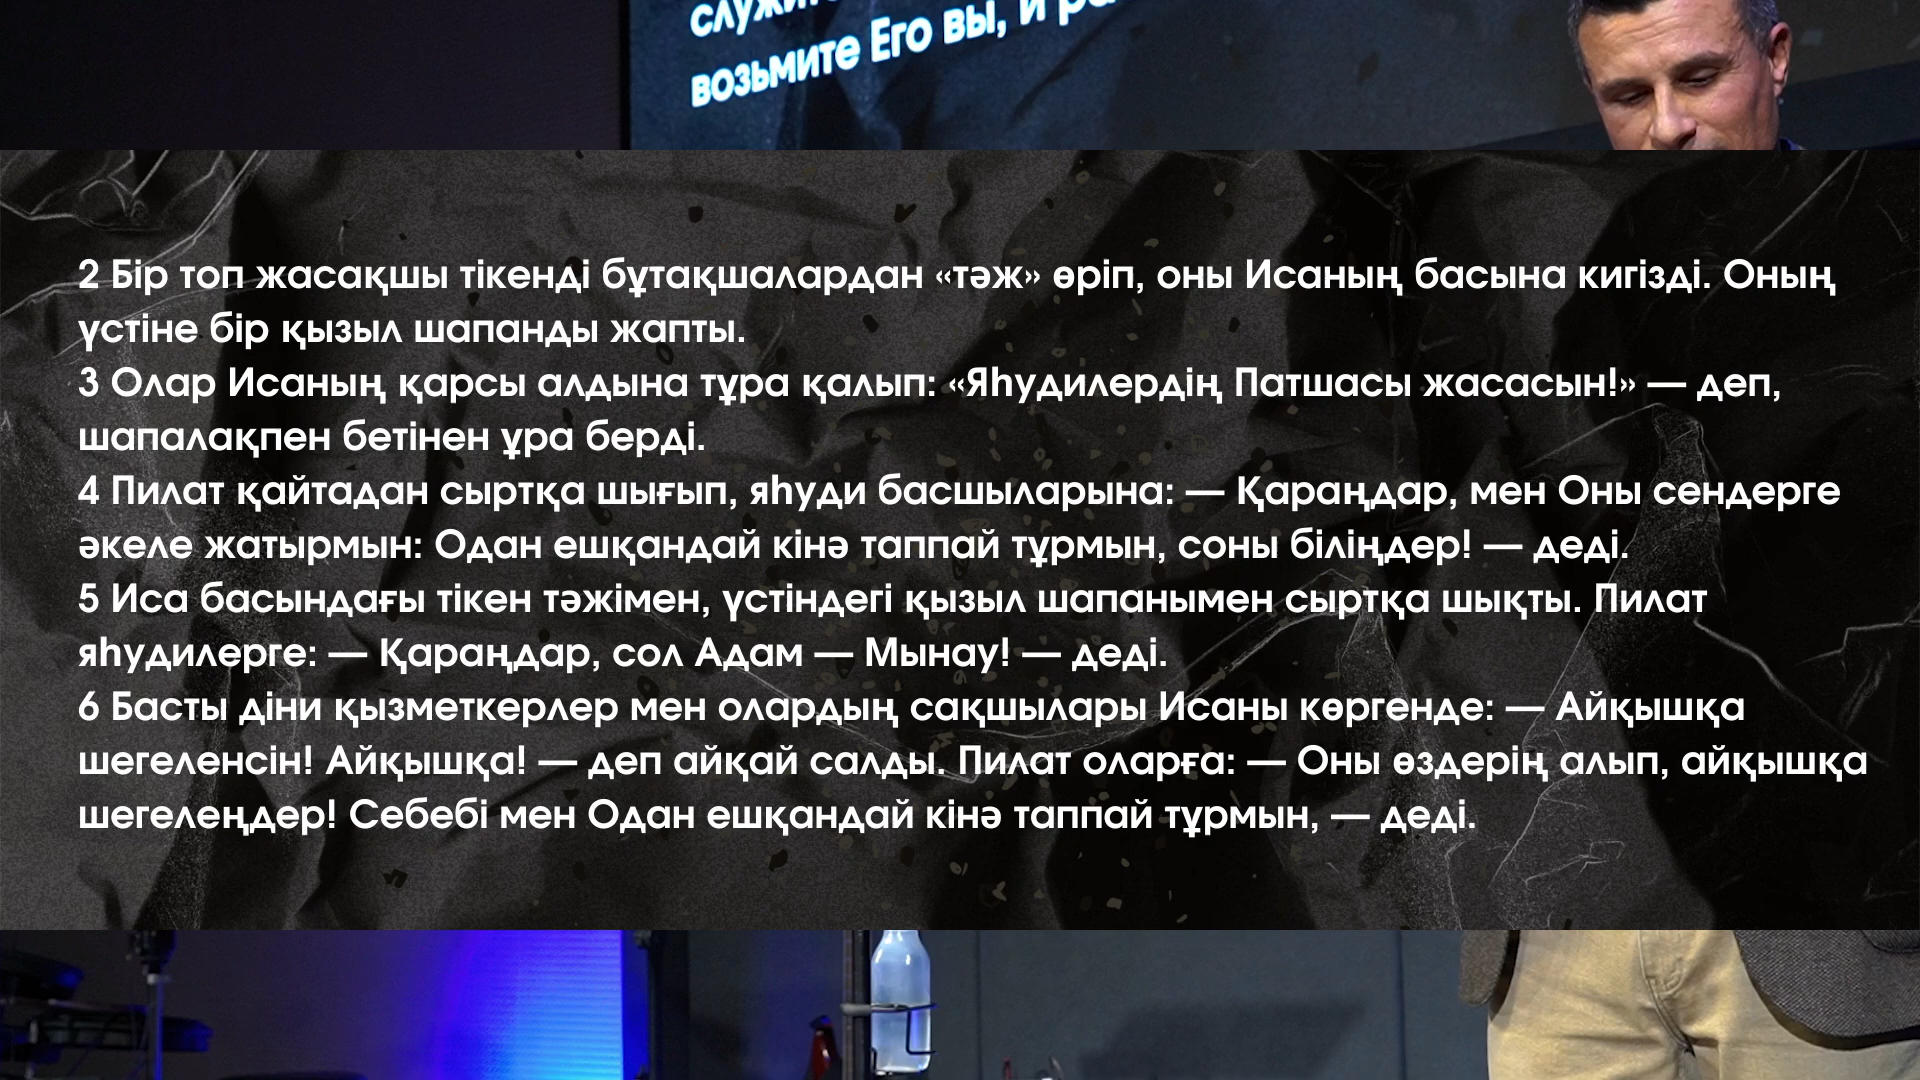 служит
возьмите Его вы, и
2 Бір топ жасақшы тікенді бұтақшалардан «тәж» өріп, оны Исаның басына кигізді. Оның
үстіне бір қызыл шапанды жапты.
3 Олар Исаның қарсы алдына тұра қалып: «Яһудилердің Патшасы жасасын!» — деп,
шапалақпен бетінен ұра берді.
4 Пилат қайтадан сыртқа шығып, яһуди басшыларына: — Қараңдар, мен Оны сендерге
әкеле жатырмын: Одан ешқандай кінә таппай тұрмын, соны біліңдер! — деді.
5 Иса басындағы тікен тәжімен, үстіндегі қызыл шапанымен сыртқа шықты. Пилат
яһудилерге: — Қараңдар, сол Адам — Мынау! — деді.
6 Басты діни қызметкерлер мен олардың сақшылары Исаны көргенде: — Айқышқа
шегеленсін! Айқышқа! — деп айқай салды. Пилат оларға: — Оны өздерің алып, айқышқа
шегелеңдер! Себебі мен Одан ешқандай кінә таппай тұрмын, — деді.